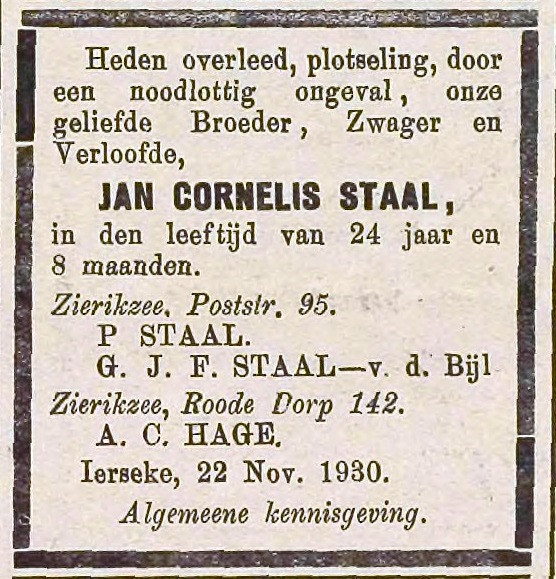 Heden overleed, plotseling, door
een noodlottig ongeval, onze
geliefde Broeder, Zwager en
Verloofde,
JAN CORNELIS STAAL,
in den leeftijd van 24 jaar en
8 maanden.
Zierikzee, Poststr. 95.
P STAAL.
G. J. F. STAAL—v. d. Bijl
Zierikzee, Roode Dorp 142.
A. C. HAGE.
Ierseke, 22 Nov. 1930.
Algemeene kennisgeving.